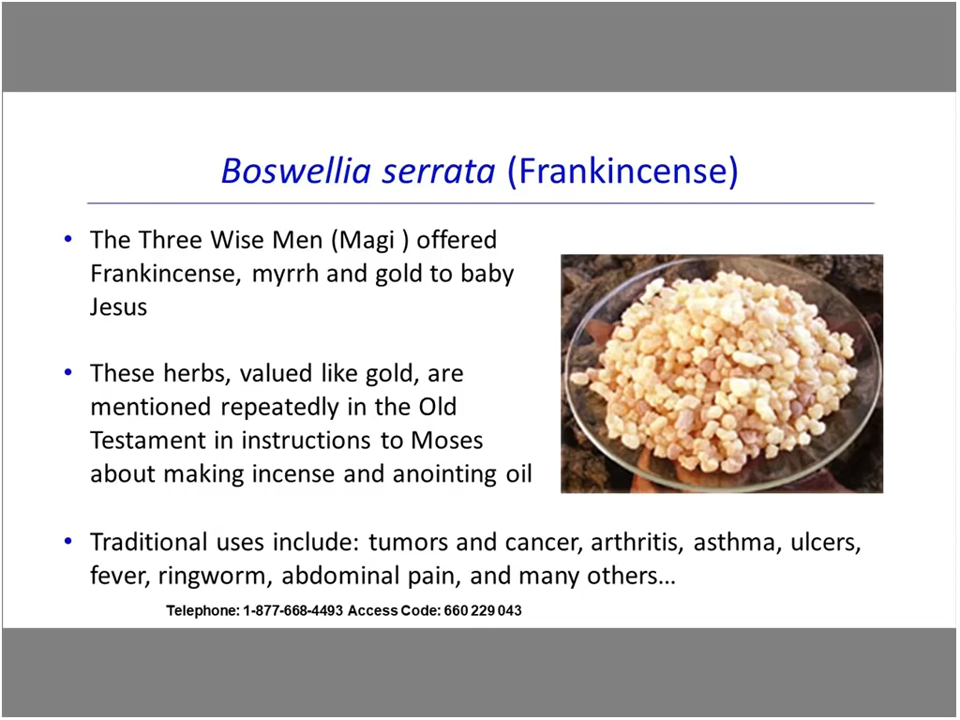 Boswellia serrata (Frankincense)
• The Three Wise Men (Magi ) offered
Frankincense, myrrh and gold to baby
Jesus
• These herbs, valued like gold, are
mentioned repeatedly in the Old
Testament in instructions to Moses
about making incense and anointing oil
• Traditional uses include: tumors and cancer, arthritis, asthma, ulcers,
fever, ringworm, abdominal pain, and many others…
Telephone: 1-877-668-4493 Access Code: 660 229 043